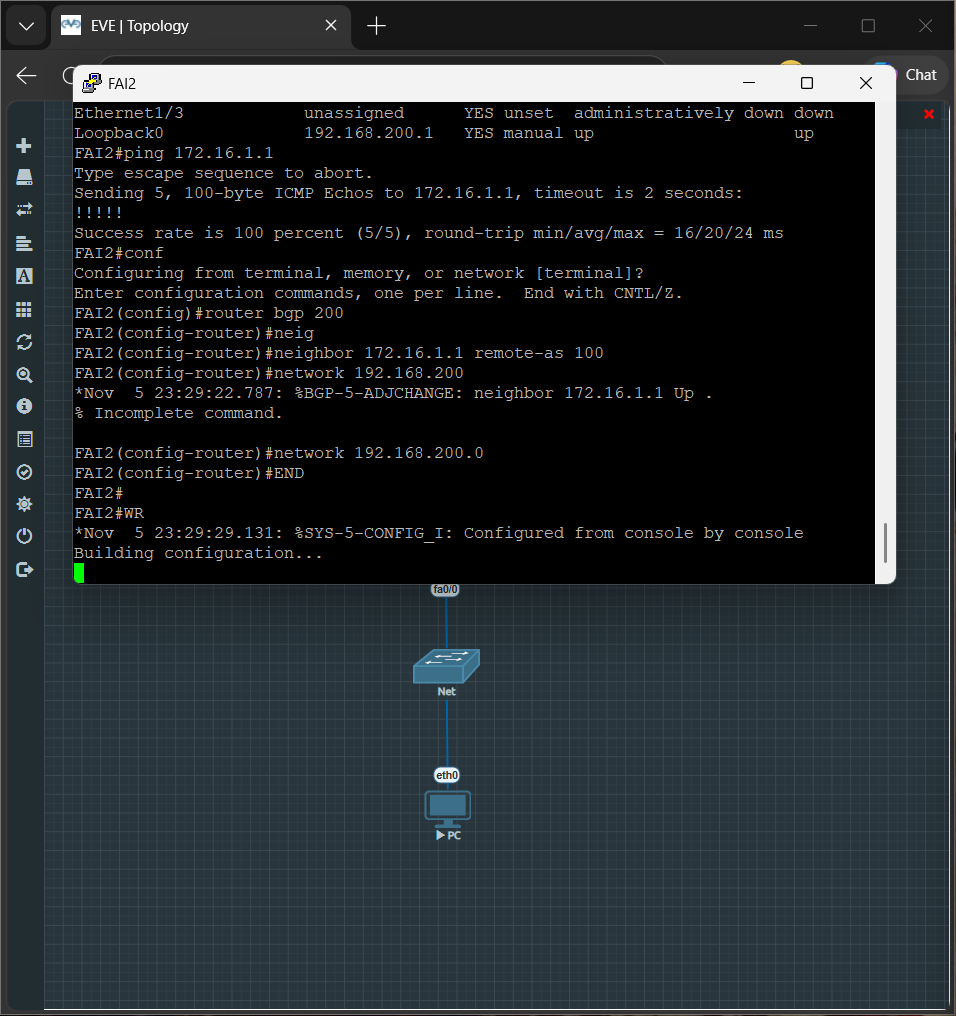 EVE | Topology
Chat
FAI2
Ethernet1/3 unassigned YES unset administratively down down
Loopback0 192.168.200.1 YES manual up up
FAI2#ping 172.16.1.1
Type escape sequence to abort.
Sending 5, 100-byte ICMP Echos to 172.16.1.1, timeout is 2 seconds:
!!!!!
Success rate is 100 percent (5/5), round-trip min/avg/max = 16/20/24 ms
FAI2#conf
Configuring from terminal, memory, or network [terminal]?
Enter configuration commands, one per line.  End with CNTL/Z.
FAI2(config)#router bgp 200
FAI2(config-router)#neig
FAI2(config-router)#neighbor 172.16.1.1 remote-as 100
FAI2(config-router)#network 192.168.200
*Nov  5 23:29:22.787: %BGP-5-ADJCHANGE: neighbor 172.16.1.1 Up .
% Incomplete command.
FAI2(config-router)#network 192.168.200.0
FAI2(config-router)#END
FAI2#
FAI2#WR
*Nov  5 23:29:29.131: %SYS-5-CONFIG_I: Configured from console by console
Building configuration...
fa0/0
Net
eth0
PC